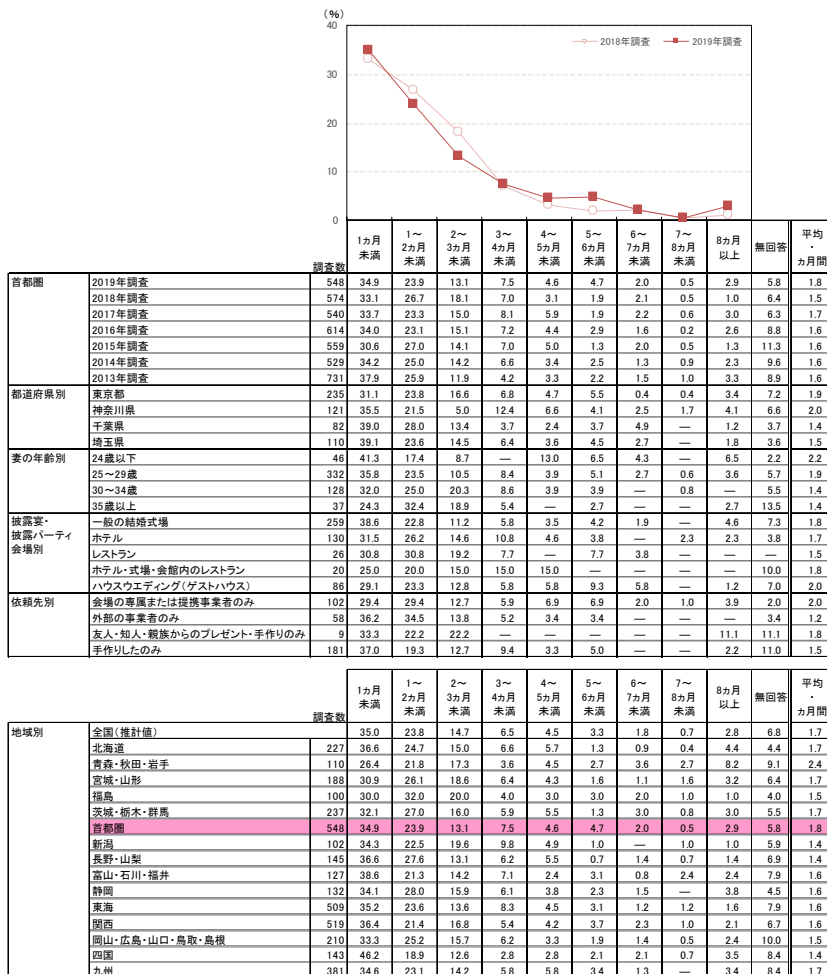 (%)
40
30
20
10
0
2018年調査 2019年調査
調査数 1ヵ月未満 1～2ヵ月未満 2～3ヵ月未満 3～4ヵ月未満 4～5ヵ月未満 5～6ヵ月未満 6～7ヵ月未満 7～8ヵ月未満 8ヵ月以上 無回答 平均・ヵ月間
首都圏 2019年調査 548 34.9 23.9 13.1 7.5 4.6 4.7 2.0 0.5 2.9 5.8 1.8
2018年調査 574 33.1 26.7 18.1 7.0 3.1 1.9 2.1 0.5 1.0 6.4 1.5
2017年調査 540 33.7 23.3 15.0 8.1 5.9 1.9 2.2 0.6 3.0 6.3 1.7
2016年調査 614 34.0 23.1 15.1 7.2 4.4 2.9 1.6 0.2 2.6 8.8 1.6
2015年調査 559 30.6 27.0 14.1 7.0 5.0 1.3 2.0 0.5 1.3 11.3 1.6
2014年調査 529 34.2 25.0 14.2 6.6 3.4 2.5 1.3 0.9 2.3 9.6 1.6
2013年調査 731 37.9 25.9 11.9 4.2 3.3 2.2 1.5 1.0 3.3 8.9 1.6
都道府県別 東京都 235 31.1 23.8 16.6 6.8 4.7 5.5 0.4 0.4 3.4 7.2 1.9
神奈川県 121 35.5 21.5 5.0 12.4 6.6 4.1 2.5 1.7 4.1 6.6 2.0
千葉県 82 39.0 28.0 13.4 3.7 2.4 3.7 4.9 — 1.2 3.7 1.4
埼玉県 110 39.1 23.6 14.5 6.4 3.6 4.5 2.7 — 1.8 3.6 1.5
妻の年齢別 24歳以下 46 41.3 17.4 8.7 — 13.0 6.5 4.3 — 6.5 2.2 2.2
25～29歳 332 35.8 23.5 10.5 8.4 3.9 5.1 2.7 0.6 3.6 5.7 1.9
30～34歳 128 32.0 25.0 20.3 8.6 3.9 3.9 — 0.8 — 5.5 1.4
35歳以上 37 24.3 32.4 18.9 5.4 — 2.7 — — 2.7 13.5 1.4
披露宴・披露パーティ会場別 一般の結婚式場 259 38.6 22.8 11.2 5.8 3.5 4.2 1.9 — 4.6 7.3 1.8
ホテル 130 31.5 26.2 14.6 10.8 4.6 3.8 — 2.3 2.3 3.8 1.7
レストラン 26 30.8 30.8 19.2 7.7 — 7.7 3.8 — — — 1.5
ホテル・式場・会館内のレストラン 20 25.0 20.0 15.0 15.0 15.0 — — — — 10.0 1.8
ハウスウエディング(ゲストハウス) 86 29.1 23.3 12.8 5.8 5.8 9.3 5.8 — 1.2 7.0 2.0
依頼先別 会場の専属または提携事業者のみ 102 29.4 29.4 12.7 5.9 6.9 6.9 2.0 1.0 3.9 2.0 2.0
外部の事業者のみ 58 36.2 34.5 13.8 5.2 3.4 3.4 — — — 3.4 1.2
友人・知人・親族からのプレゼント・手作りのみ 9 33.3 22.2 22.2 — — — — — 11.1 11.1 1.8
手作りしたのみ 181 37.0 19.3 12.7 9.4 3.3 5.0 — — 2.2 11.0 1.5
調査数 1ヵ月未満 1～2ヵ月未満 2～3ヵ月未満 3～4ヵ月未満 4～5ヵ月未満 5～6ヵ月未満 6～7ヵ月未満 7～8ヵ月未満 8ヵ月以上 無回答 平均・ヵ月間
地域別 全国(推計値) 35.0 23.8 14.7 6.5 4.5 3.3 1.8 0.7 2.8 6.8 1.7
北海道 227 36.6 24.7 15.0 6.6 5.7 1.3 0.9 0.4 4.4 4.4 1.7
青森・秋田・岩手 110 26.4 21.8 17.3 3.6 4.5 2.7 3.6 2.7 8.2 9.1 2.4
宮城・山形 188 30.9 26.1 18.6 6.4 4.3 1.6 1.1 1.6 3.2 6.4 1.7
福島 100 30.0 32.0 20.0 4.0 3.0 3.0 2.0 1.0 1.0 4.0 1.5
茨城・栃木・群馬 237 32.1 27.0 16.0 5.9 5.5 1.3 3.0 0.8 3.0 5.5 1.7
首都圏 548 34.9 23.9 13.1 7.5 4.6 4.7 2.0 0.5 2.9 5.8 1.8
新潟 102 34.3 22.5 19.6 9.8 4.9 1.0 — 1.0 1.0 5.9 1.4
長野・山梨 145 36.6 27.6 13.1 6.2 5.5 0.7 1.4 0.7 1.4 6.9 1.4
富山・石川・福井 127 38.6 21.3 14.2 7.1 2.4 3.1 0.8 2.4 2.4 7.9 1.6
静岡 132 34.1 28.0 15.9 6.1 3.8 2.3 1.5 — 3.8 4.5 1.6
東海 509 35.2 23.6 13.6 8.3 4.5 3.1 1.2 1.2 1.6 7.9 1.6
関西 519 36.4 21.4 16.8 5.4 4.2 3.7 2.3 1.0 2.1 6.7 1.6
岡山・広島・山口・鳥取・島根 210 33.3 25.2 15.7 6.2 3.3 1.9 1.4 0.5 2.4 10.0 1.5
四国 143 46.2 18.9 12.6 2.8 2.8 2.1 2.1 0.7 3.5 8.4 1.4
九州 381 34.6 23.1 14.2 5.8 5.8 3.4 1.3 — 3.4 8.4 1.7